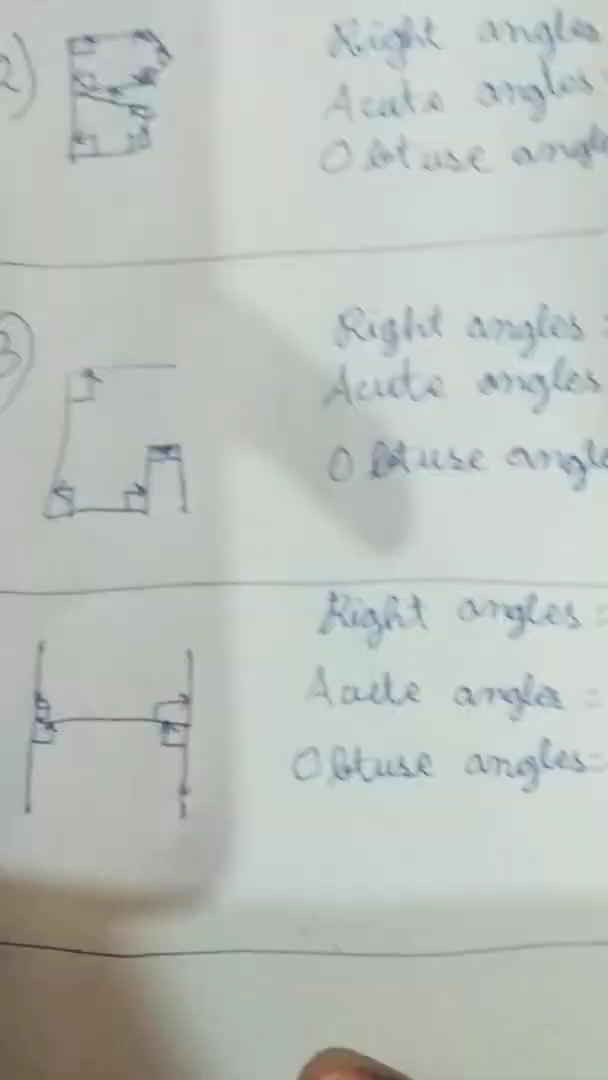 2) Right angles
Acute angles
Obtuse angle
3 Right angles =
Acute angles
Obtuse angle
Right angles =
Aacte angles =
Obtuse angles=